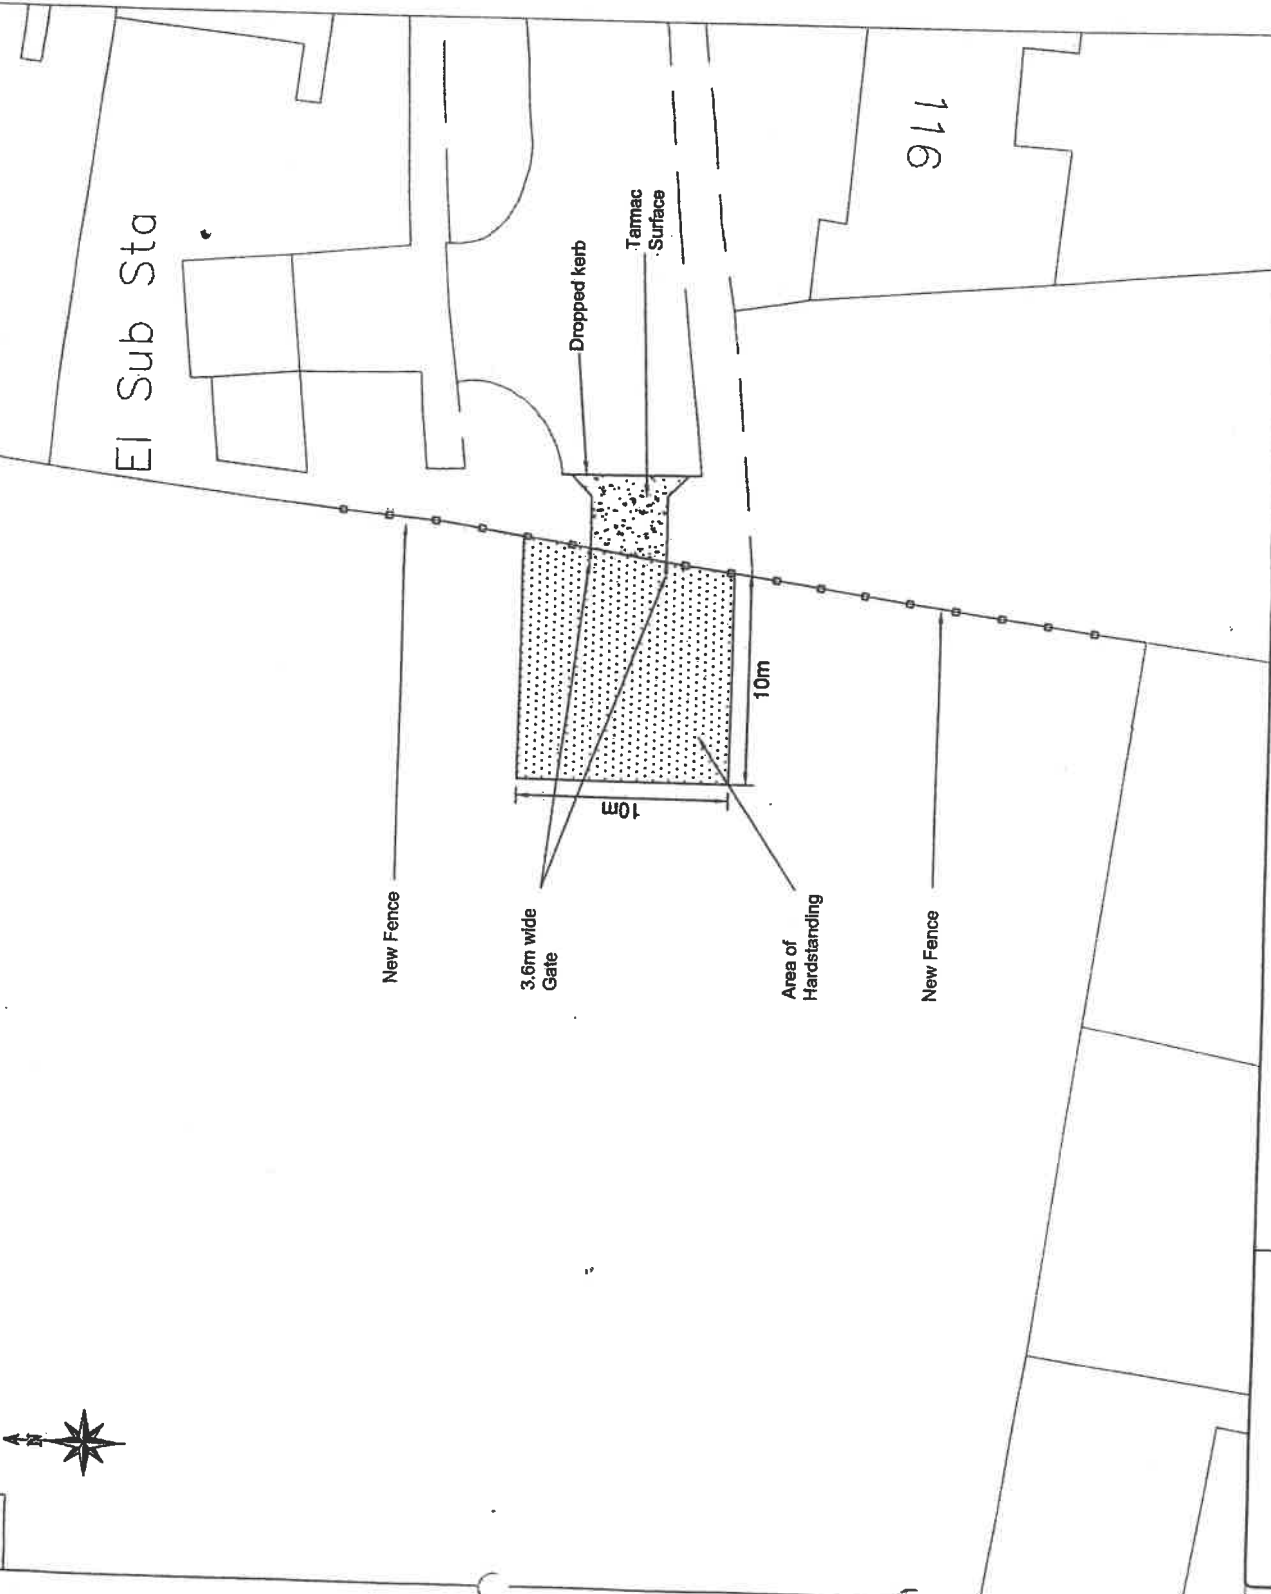 El Sub Sta
116
Dropped kerb
Tarmac
Surface
10m
10m
New Fence
3.6m wide
Gate
Area of
Hardstanding
New Fence
N